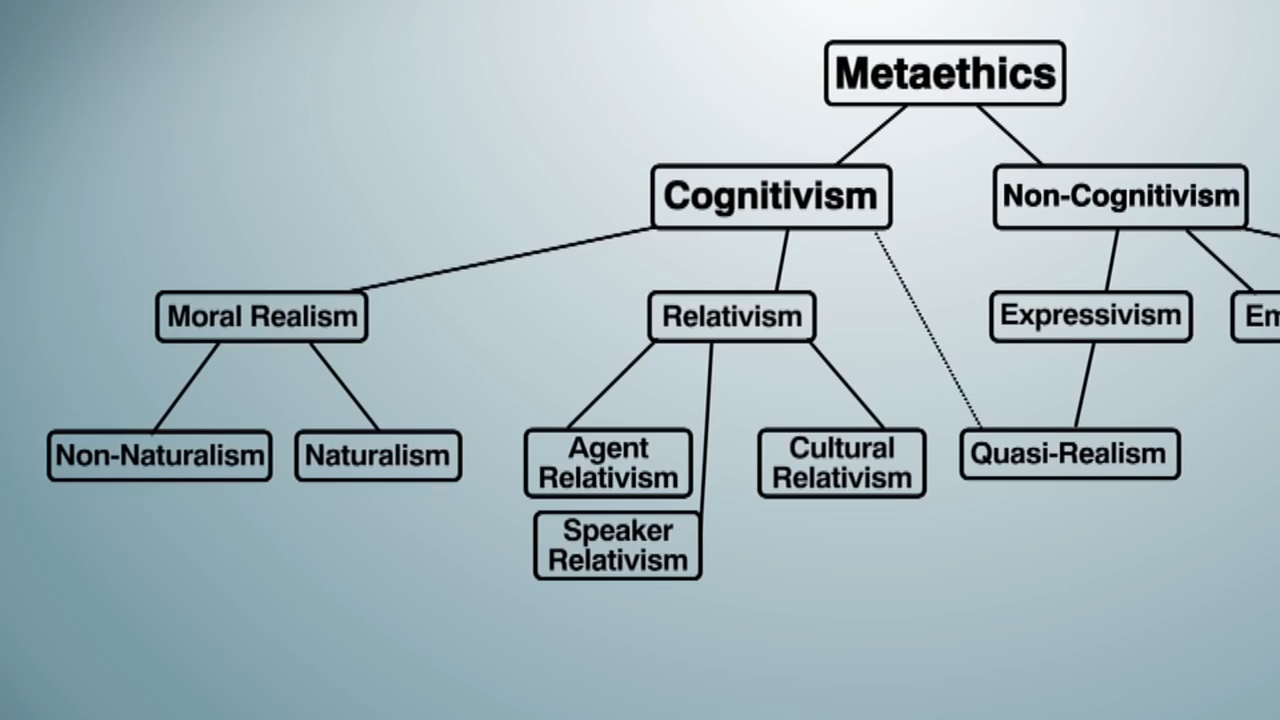 Metaethics
Cognitivism
Non-Cognitivism
Moral Realism
Relativism
Expressivism
Non-Naturalism
Naturalism
Agent
Relativism
Cultural
Relativism
Quasi-Realism
Speaker
Relativism